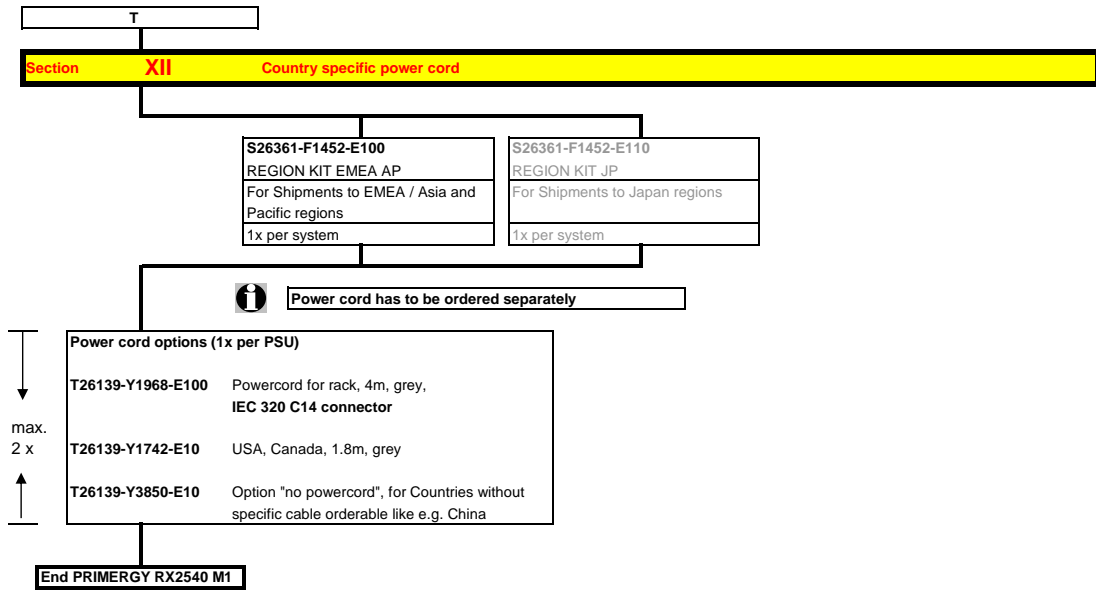 T
Section XII Country specific power cord
S26361-F1452-E100
REGION KIT EMEA AP
For Shipments to EMEA / Asia and
Pacific regions
1x per system
S26361-F1452-E110
REGION KIT JP
For Shipments to Japan regions
1x per system
i Power cord has to be ordered separately
Power cord options (1x per PSU)
T26139-Y1968-E100 Powercord for rack, 4m, grey,
IEC 320 C14 connector
max.
2 x
T26139-Y1742-E10 USA, Canada, 1.8m, grey
T26139-Y3850-E10 Option "no powercord", for Countries without
specific cable orderable like e.g. China
End PRIMERGY RX2540 M1